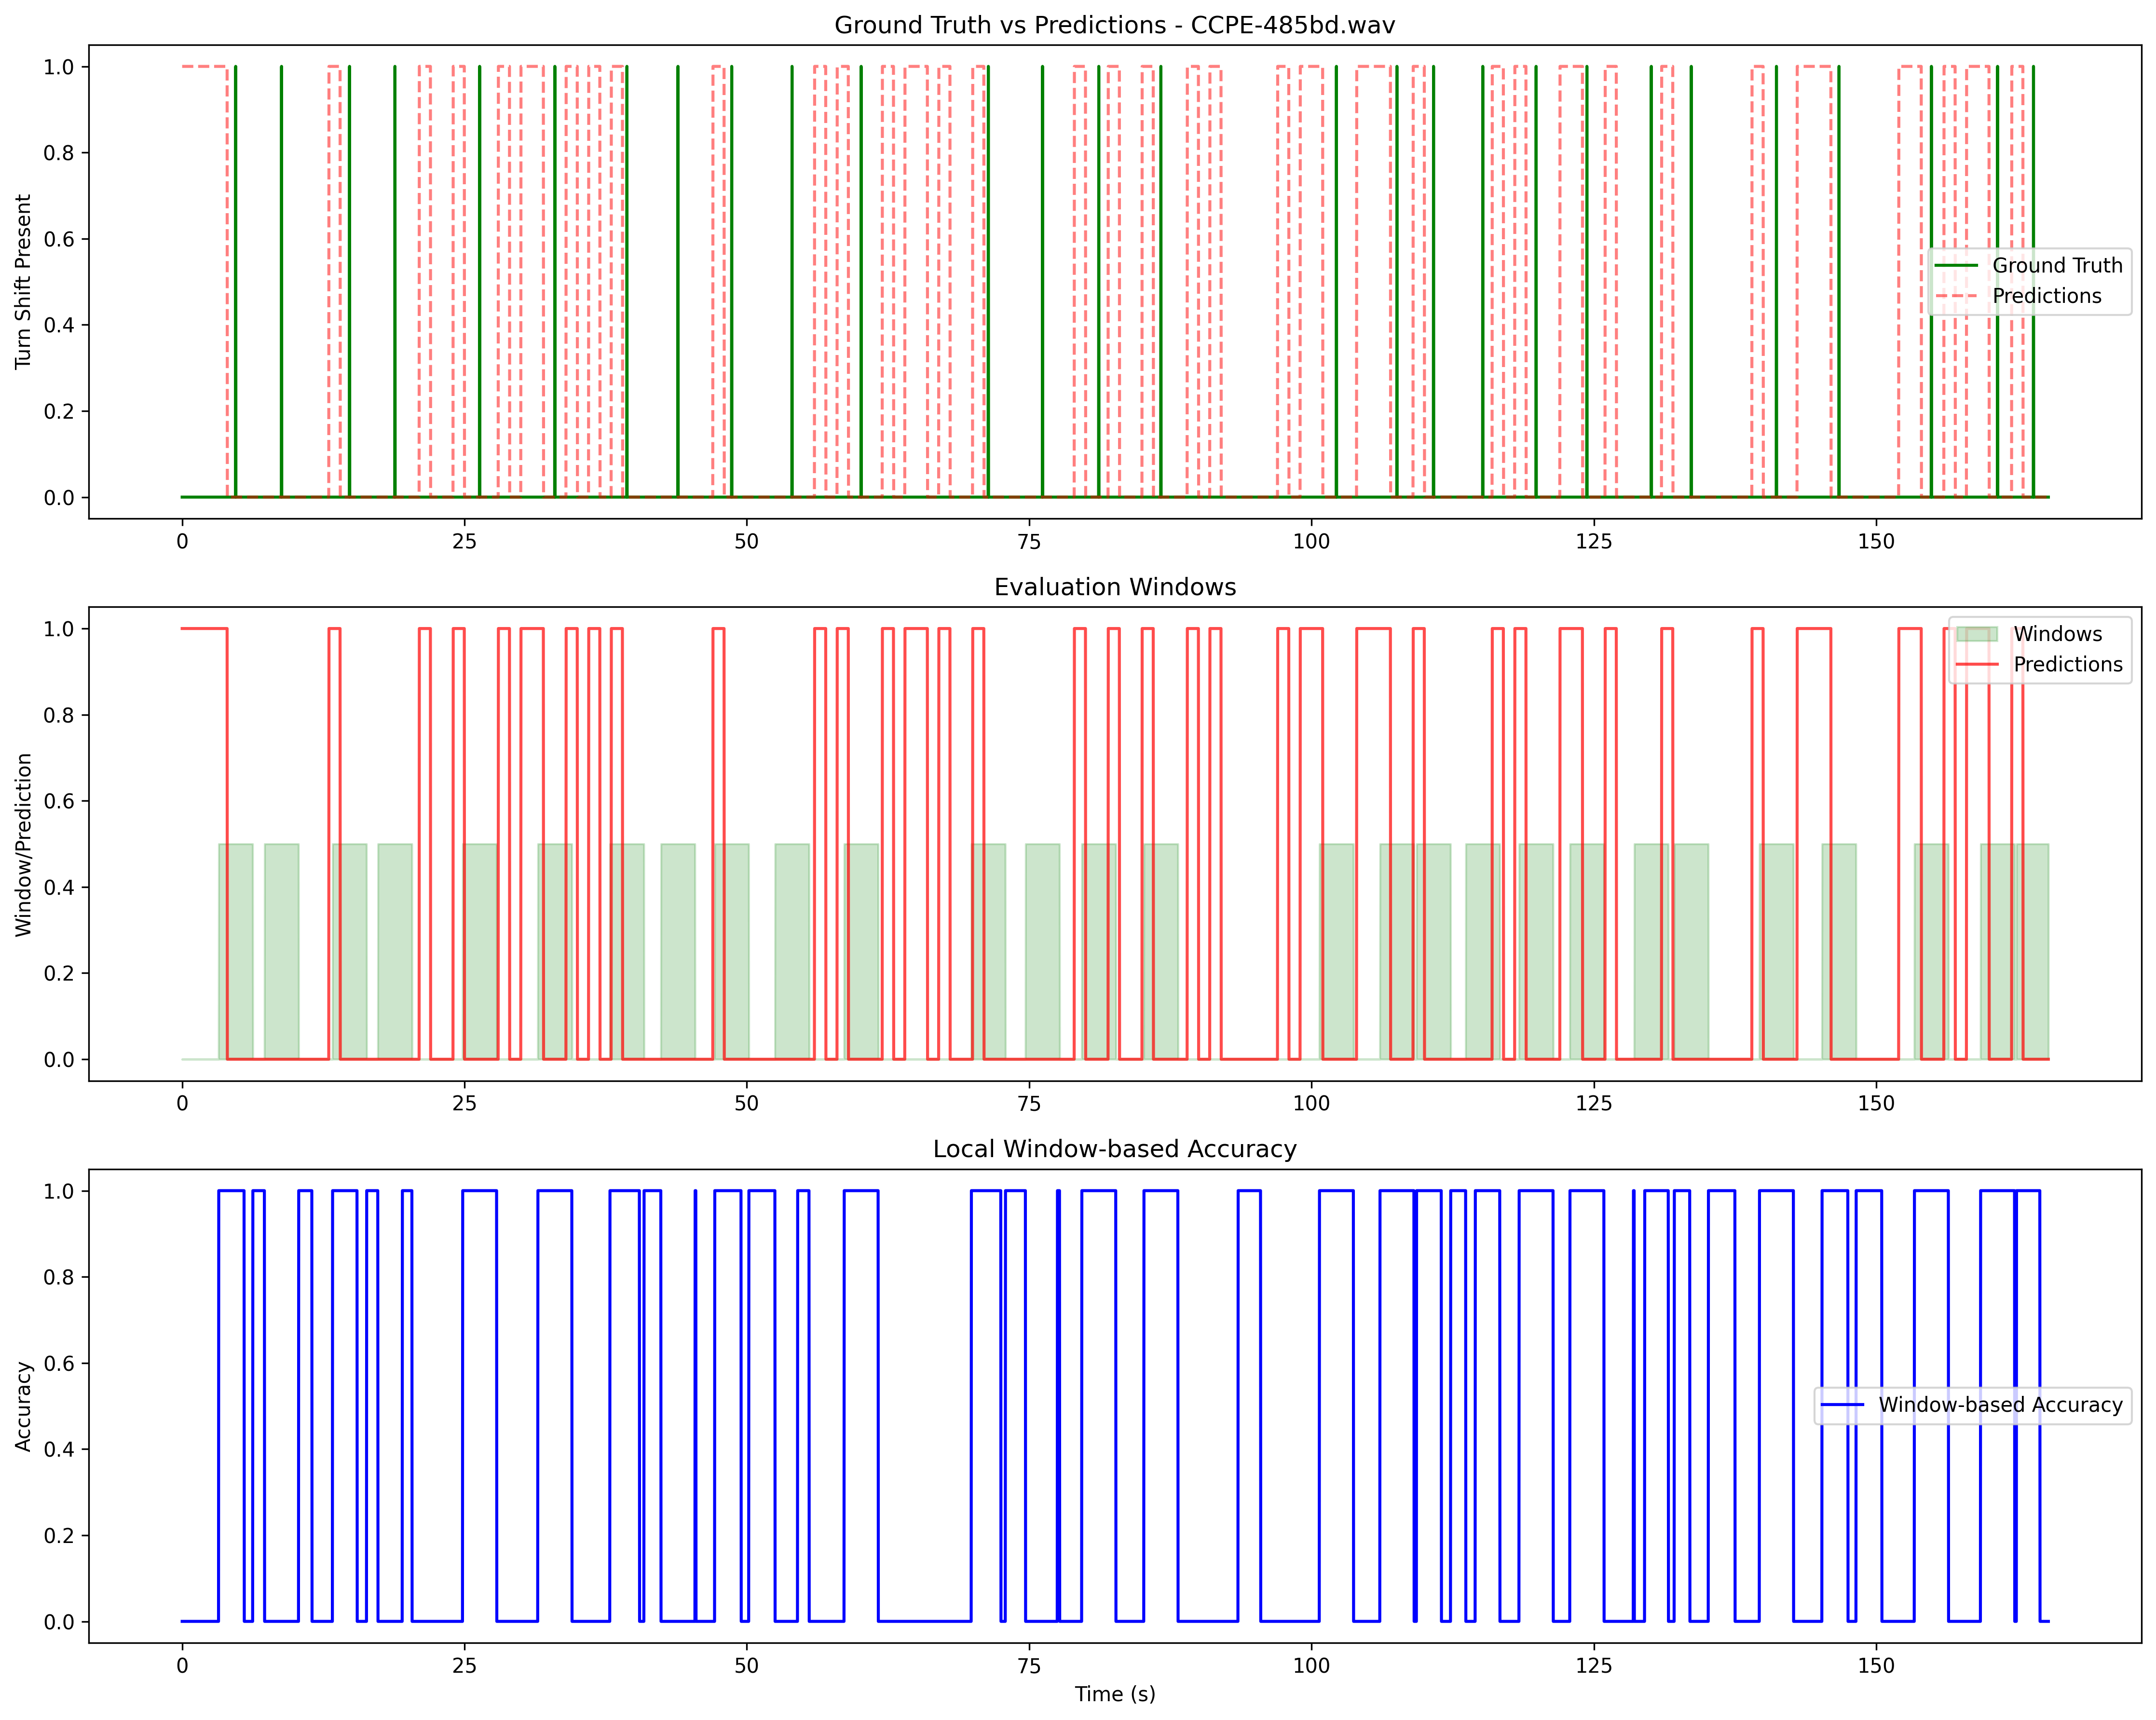 Ground Truth vs Predictions - CCPE-485bd.wav
Turn Shift Present
1.0
0.8
0.6
0.4
0.2
0.0
Ground Truth
Predictions
0 25 50 75 100 125 150
Evaluation Windows
Window/Prediction
1.0
0.8
0.6
0.4
0.2
0.0
Windows
Predictions
0 25 50 75 100 125 150
Local Window-based Accuracy
Accuracy
1.0
0.8
0.6
0.4
0.2
0.0
Window-based Accuracy
0 25 50 75 100 125 150
Time (s)